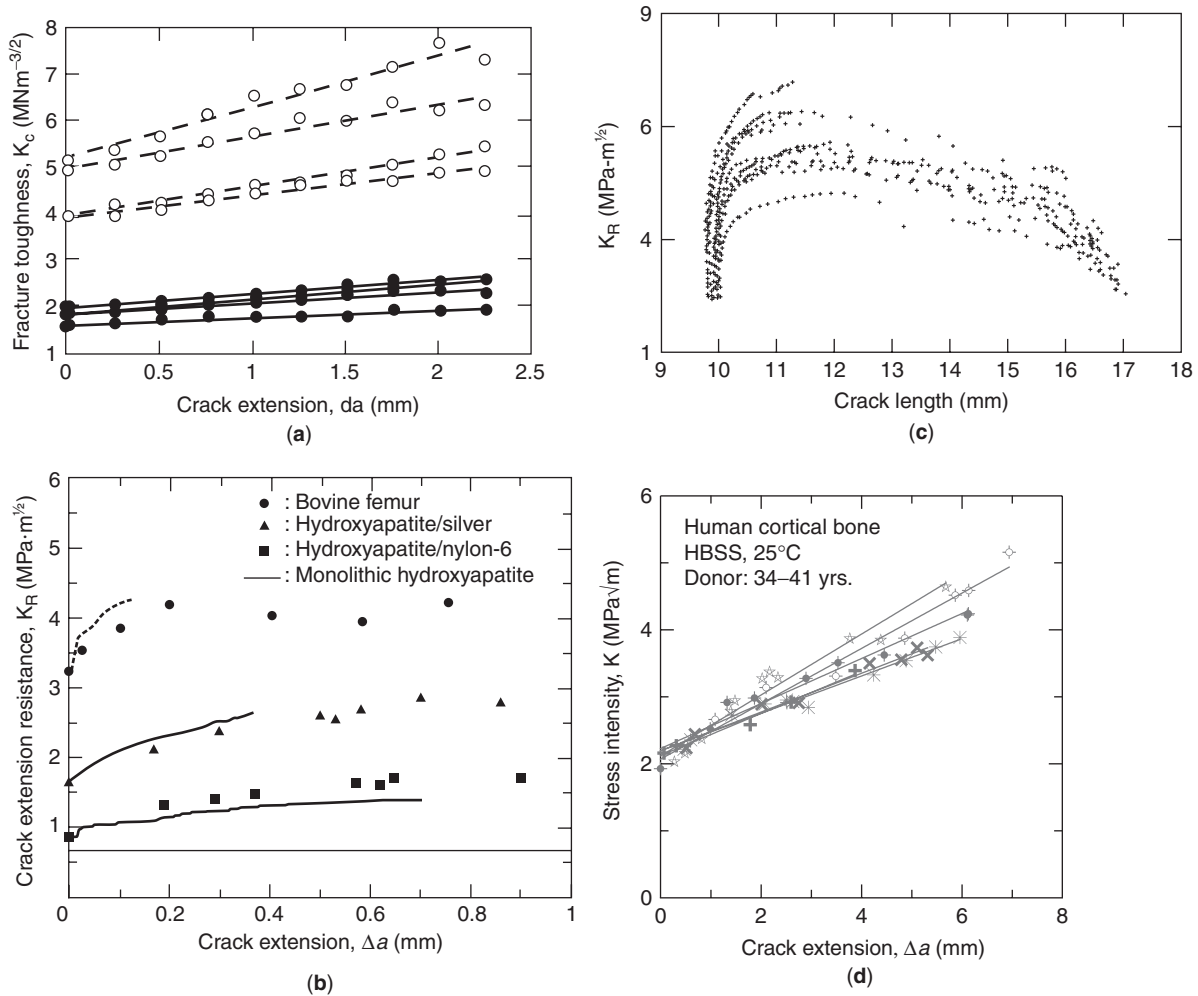 8
7
6
5
4
3
2
1
Fracture toughness, K_c (MNm^–3/2)
0 0.5 1 1.5 2 2.5
Crack extension, da (mm)
(a)
9
6
4
1
K_R (MPa-m^½)
9 10 11 12 13 14 15 16 17 18
Crack length (mm)
(c)
6
5
4
3
2
1
0
Crack extension resistance, K_R (MPa·m^½)
: Bovine femur
: Hydroxyapatite/silver
: Hydroxyapatite/nylon-6
: Monolithic hydroxyapatite
0.2 0.4 0.6 0.8 1
Crack extension, Δa (mm)
(b)
6
4
2
0
Stress intensity, K (MPa√m)
Human cortical bone
HBSS, 25°C
Donor: 34–41 yrs.
0 2 4 6 8
Crack extension, Δa (mm)
(d)